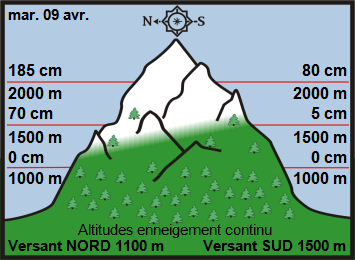 mar. 09 avr.
N S
185 cm 80 cm
2000 m 2000 m
70 cm 5 cm
1500 m 1500 m
0 cm 0 cm
1000 m 1000 m
Altitudes enneigement continu
Versant NORD 1100 m Versant SUD 1500 m